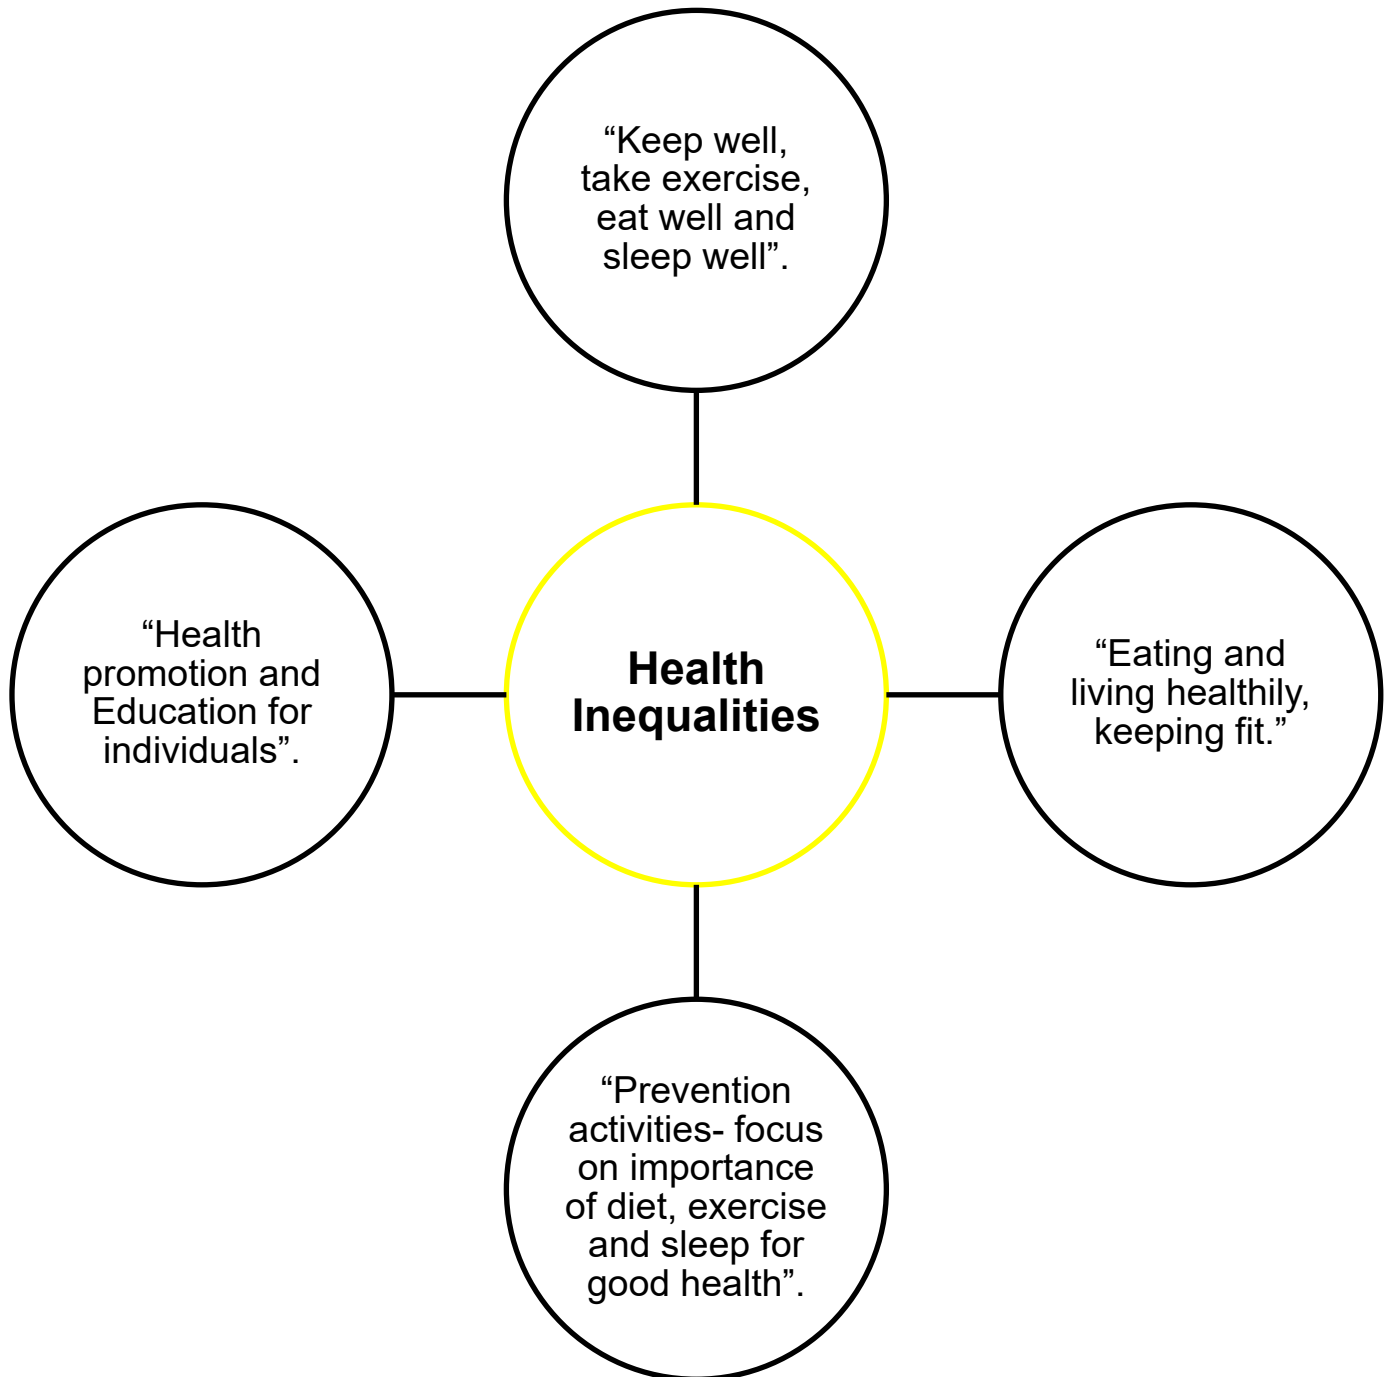 “Keep well,
take exercise,
eat well and
sleep well”.
“Health
promotion and
Education for
individuals”.
Health
Inequalities
“Eating and
living healthily,
keeping fit.”
“Prevention
activities- focus
on importance
of diet, exercise
and sleep for
good health”.